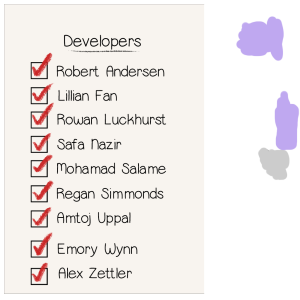 Developers
Robert Andersen
Lillian Fan
Rowan Luckhurst
Safa Nazir
Mohamad Salame
Regan Simmonds
Amtoj Uppal
Emory Wynn
Alex Zettler